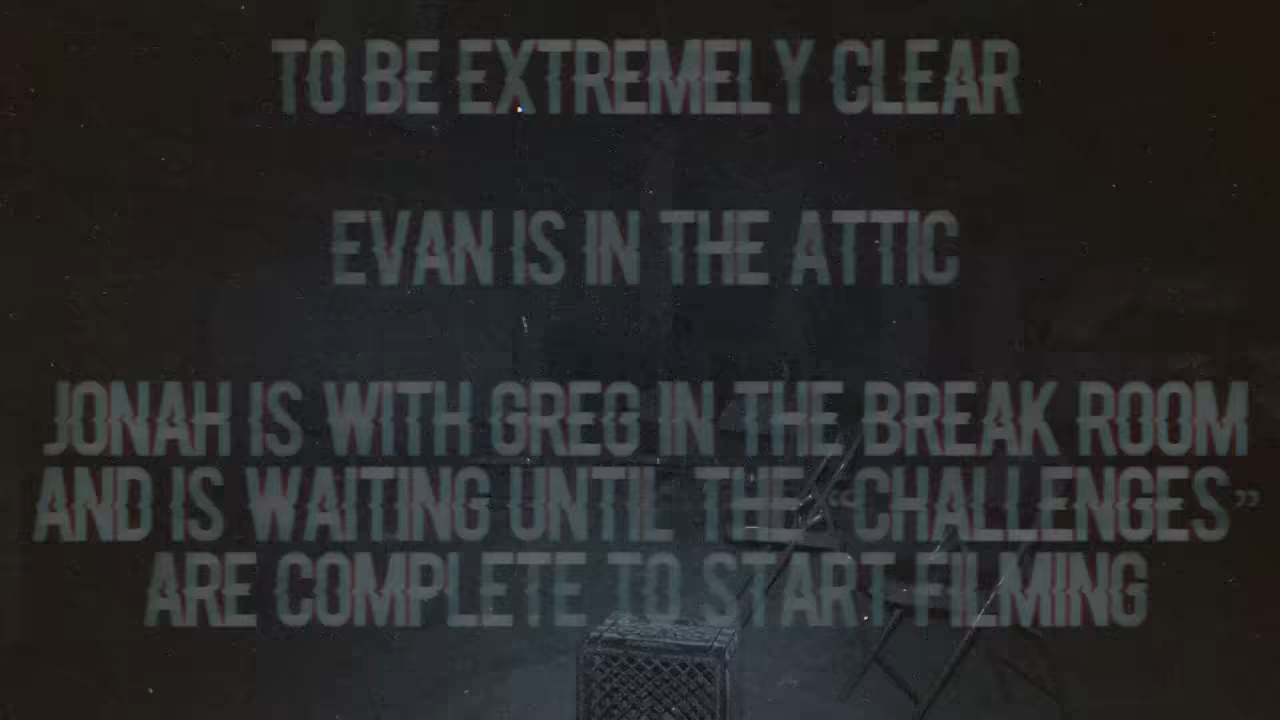 TO BE EXTREMELY CLEAR
EVAN IS IN THE ATTIC
JONAH IS WITH GREG IN THE BREAK ROOM
AND IS WAITING UNTIL THE “CHALLENGES”
ARE COMPLETE TO START FILMING